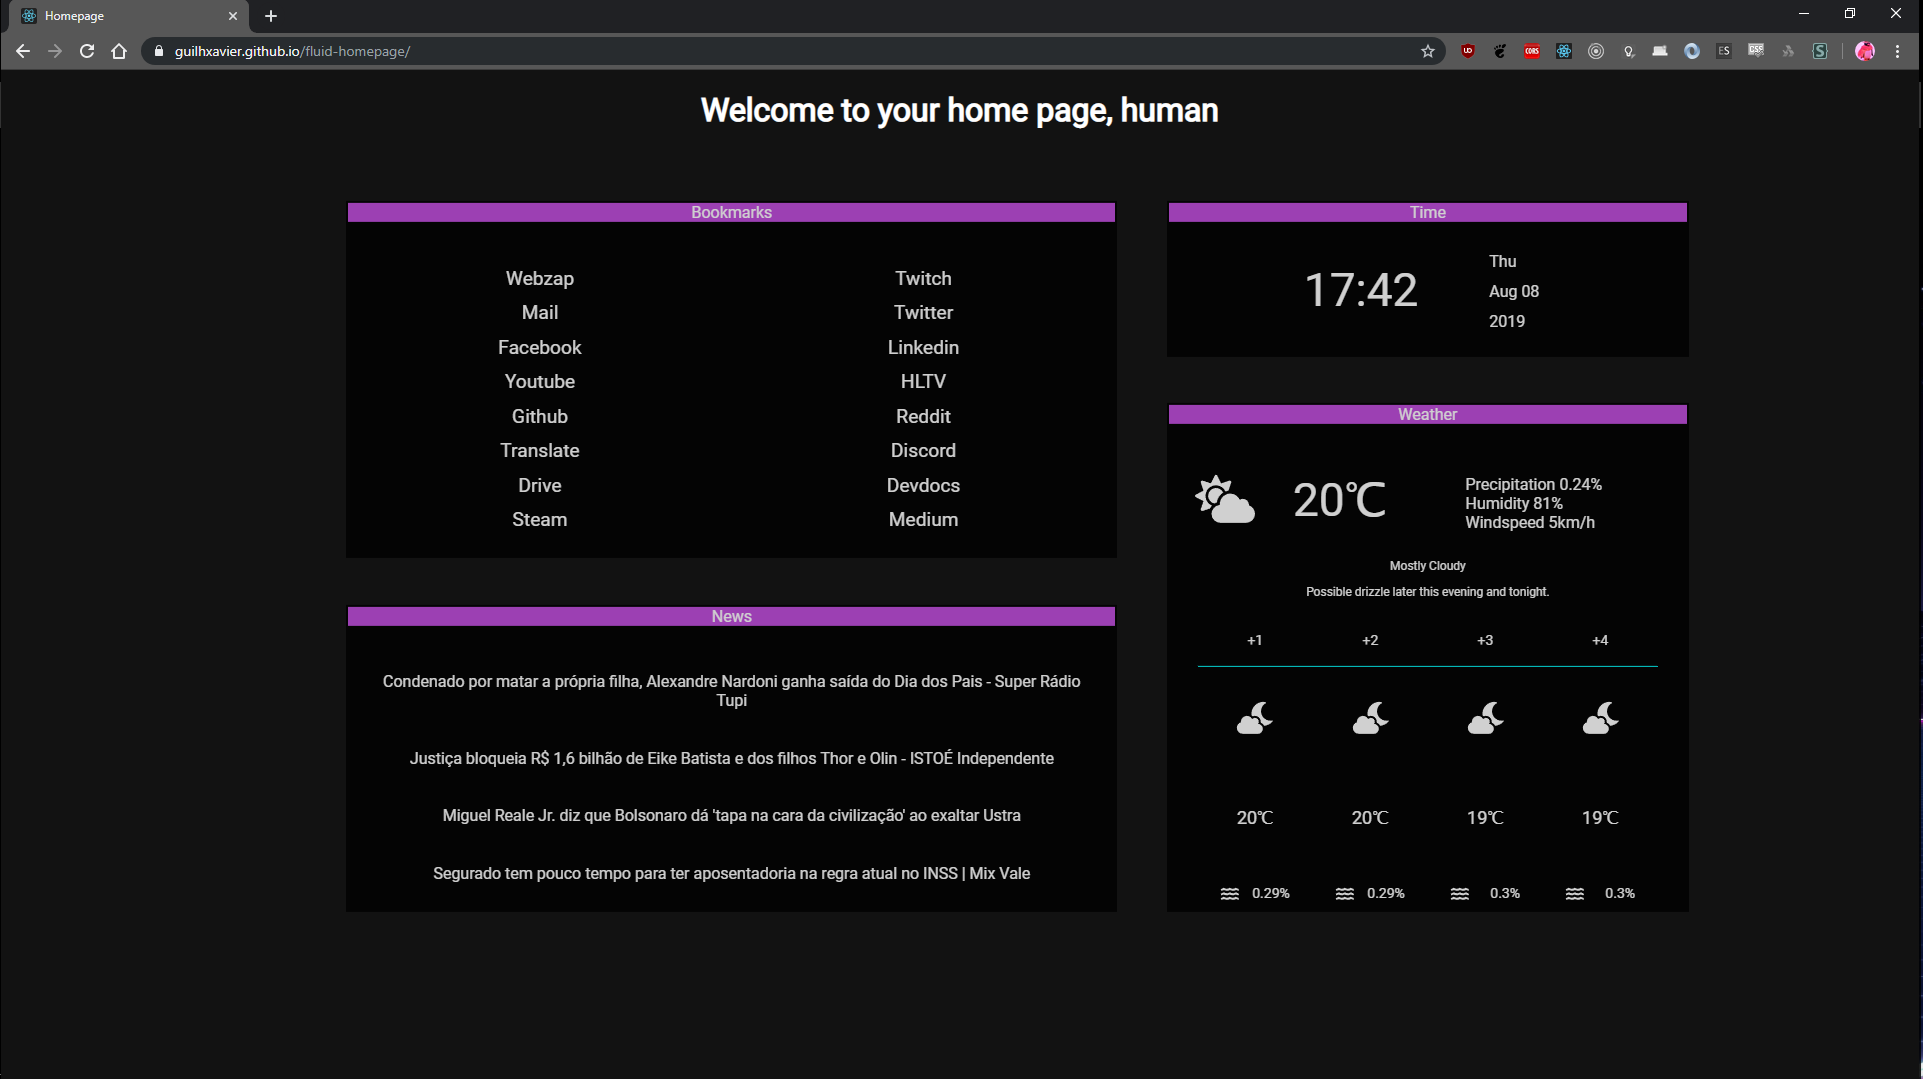 Homepage
guilhxavier.github.io/fluid-homepage/
UD
CORS
ES
CSP
S
Welcome to your home page, human
Bookmarks
Webzap
Mail
Facebook
Youtube
Github
Translate
Drive
Steam
Twitch
Twitter
Linkedin
HLTV
Reddit
Discord
Devdocs
Medium
News
Condenado por matar a própria filha, Alexandre Nardoni ganha saída do Dia dos Pais - Super Rádio
Tupi
Justiça bloqueia R$ 1,6 bilhão de Eike Batista e dos filhos Thor e Olin - ISTOÉ Independente
Miguel Reale Jr. diz que Bolsonaro dá 'tapa na cara da civilização' ao exaltar Ustra
Segurado tem pouco tempo para ter aposentadoria na regra atual no INSS | Mix Vale
Time
17:42
Thu
Aug 08
2019
Weather
20℃
Precipitation 0.24%
Humidity 81%
Windspeed 5km/h
Mostly Cloudy
Possible drizzle later this evening and tonight.
+1 +2 +3 +4
20℃ 20℃ 19℃ 19℃
0.29% 0.29% 0.3% 0.3%